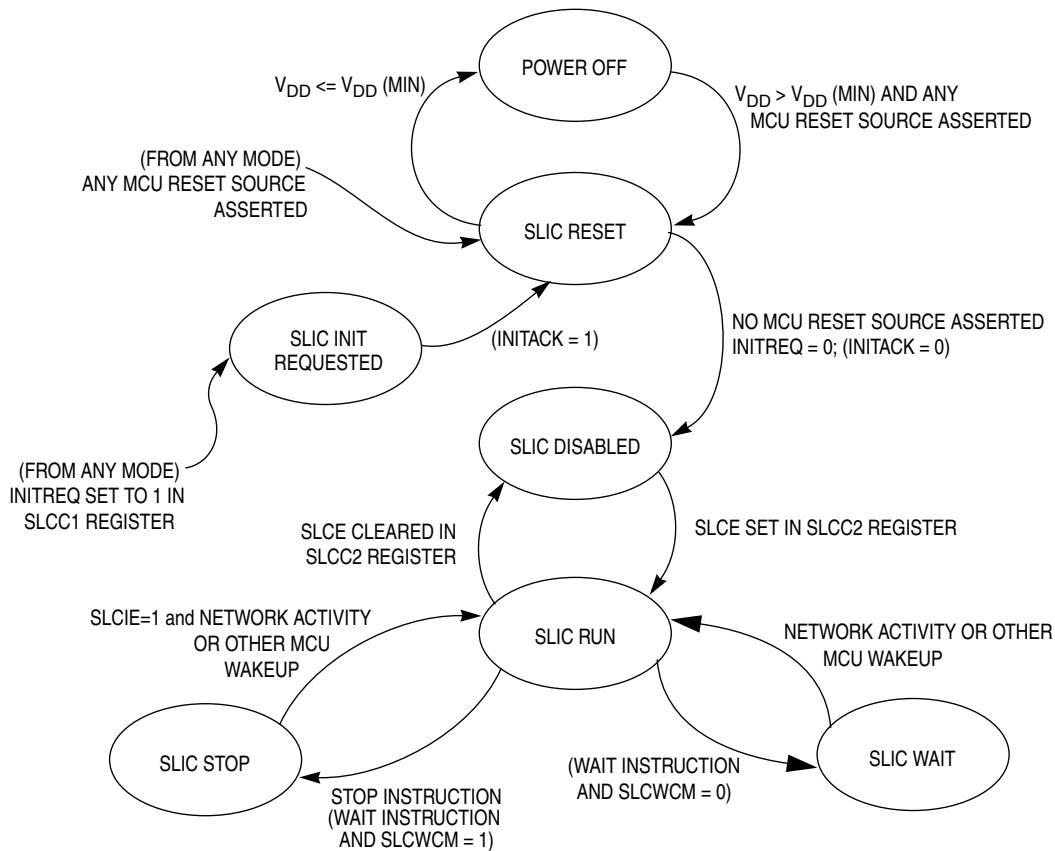 POWER OFF
V_DD <= V_DD (MIN)
V_DD > V_DD (MIN) AND ANY
MCU RESET SOURCE ASSERTED
(FROM ANY MODE)
ANY MCU RESET SOURCE
ASSERTED
SLIC RESET
SLIC INIT
REQUESTED
(INITACK = 1)
NO MCU RESET SOURCE ASSERTED
INITREQ = 0; (INITACK = 0)
(FROM ANY MODE)
INITREQ SET TO 1 IN
SLCC1 REGISTER
SLIC DISABLED
SLCE CLEARED IN
SLCC2 REGISTER
SLCE SET IN SLCC2 REGISTER
SLCIE=1 and NETWORK ACTIVITY
OR OTHER MCU
WAKEUP
SLIC RUN
NETWORK ACTIVITY OR OTHER
MCU WAKEUP
SLIC STOP
STOP INSTRUCTION
(WAIT INSTRUCTION
AND SLCWCM = 1)
(WAIT INSTRUCTION
AND SLCWCM = 0)
SLIC WAIT